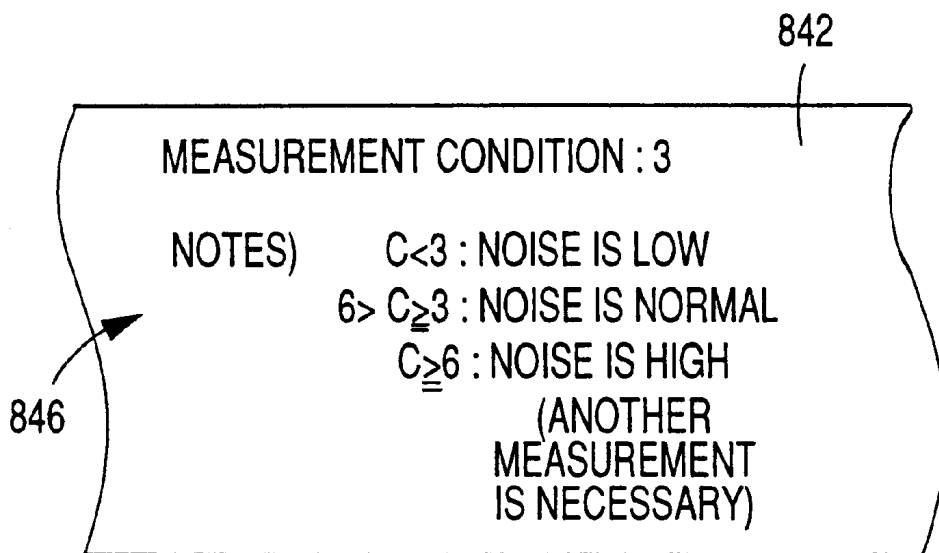 842
MEASUREMENT CONDITION : 3
NOTES) C<3 : NOISE IS LOW
6> C≧3 : NOISE IS NORMAL
C≧6 : NOISE IS HIGH
846
(ANOTHER
MEASUREMENT
IS NECESSARY)